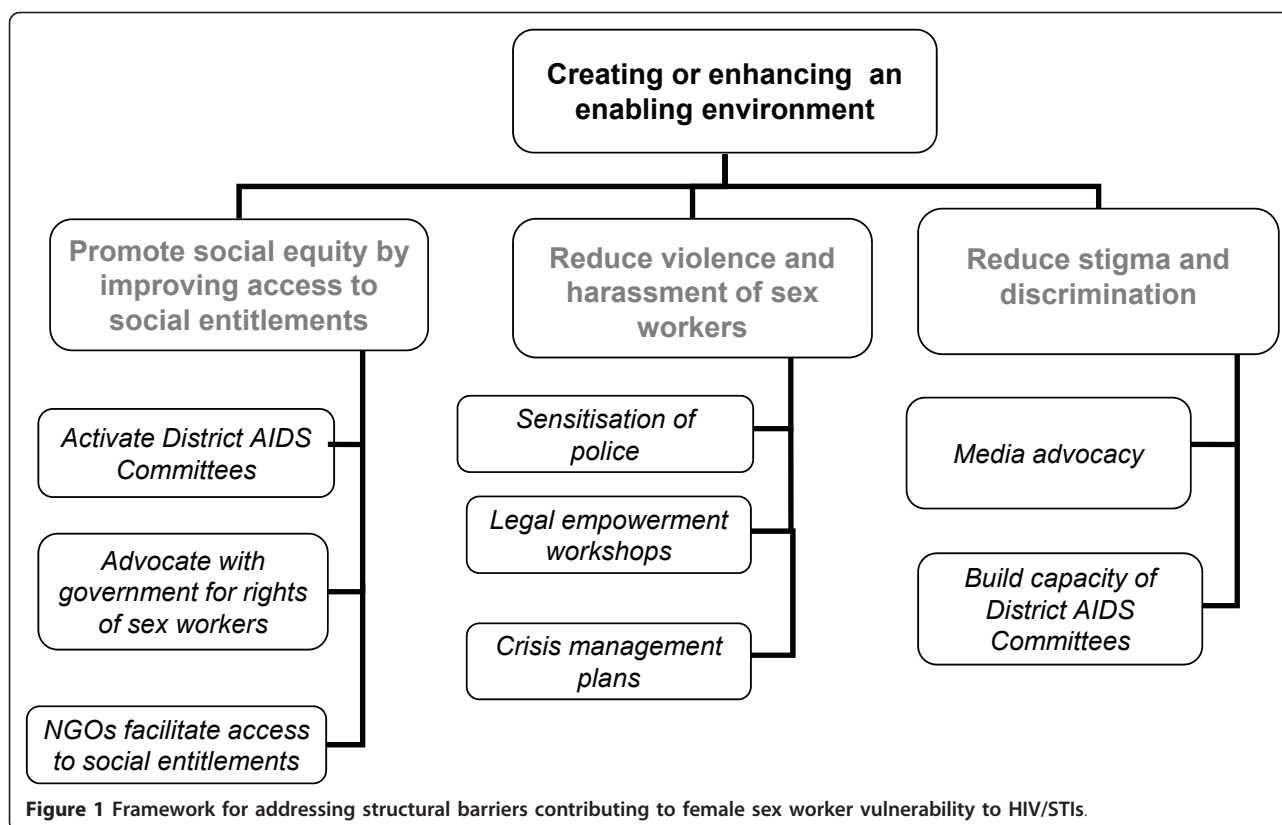 Creating or enhancing an
enabling environment
Promote social equity by
improving access to
social entitlements
Activate District AIDS
Committees
Advocate with
government for rights
of sex workers
NGOs facilitate access
to social entitlements
Reduce violence and
harassment of sex
workers
Sensitisation of
police
Legal empowerment
workshops
Crisis management
plans
Reduce stigma and
discrimination
Media advocacy
Build capacity of
District AIDS
Committees
Figure 1 Framework for addressing structural barriers contributing to female sex worker vulnerability to HIV/STIs.